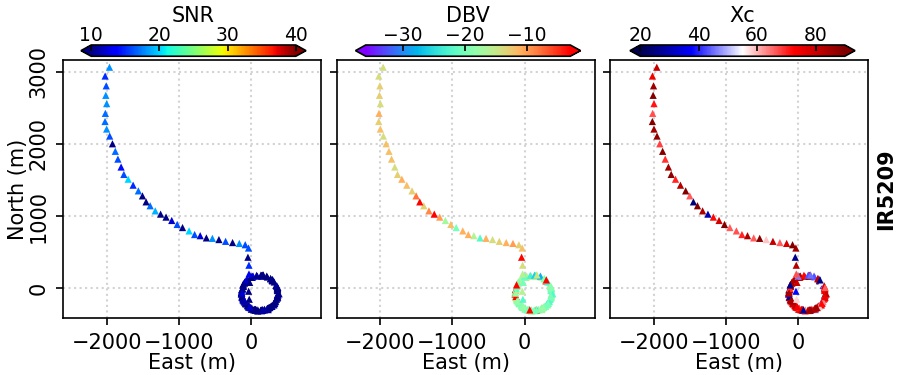 SNR DBV Xc
10 20 30 40 −30 −20 −10 20 40 60 80
3000
2000
1000
0
North (m)
IR5209
−2000 −1000 0 −2000 −1000 0 −2000 −1000 0
East (m) East (m) East (m)